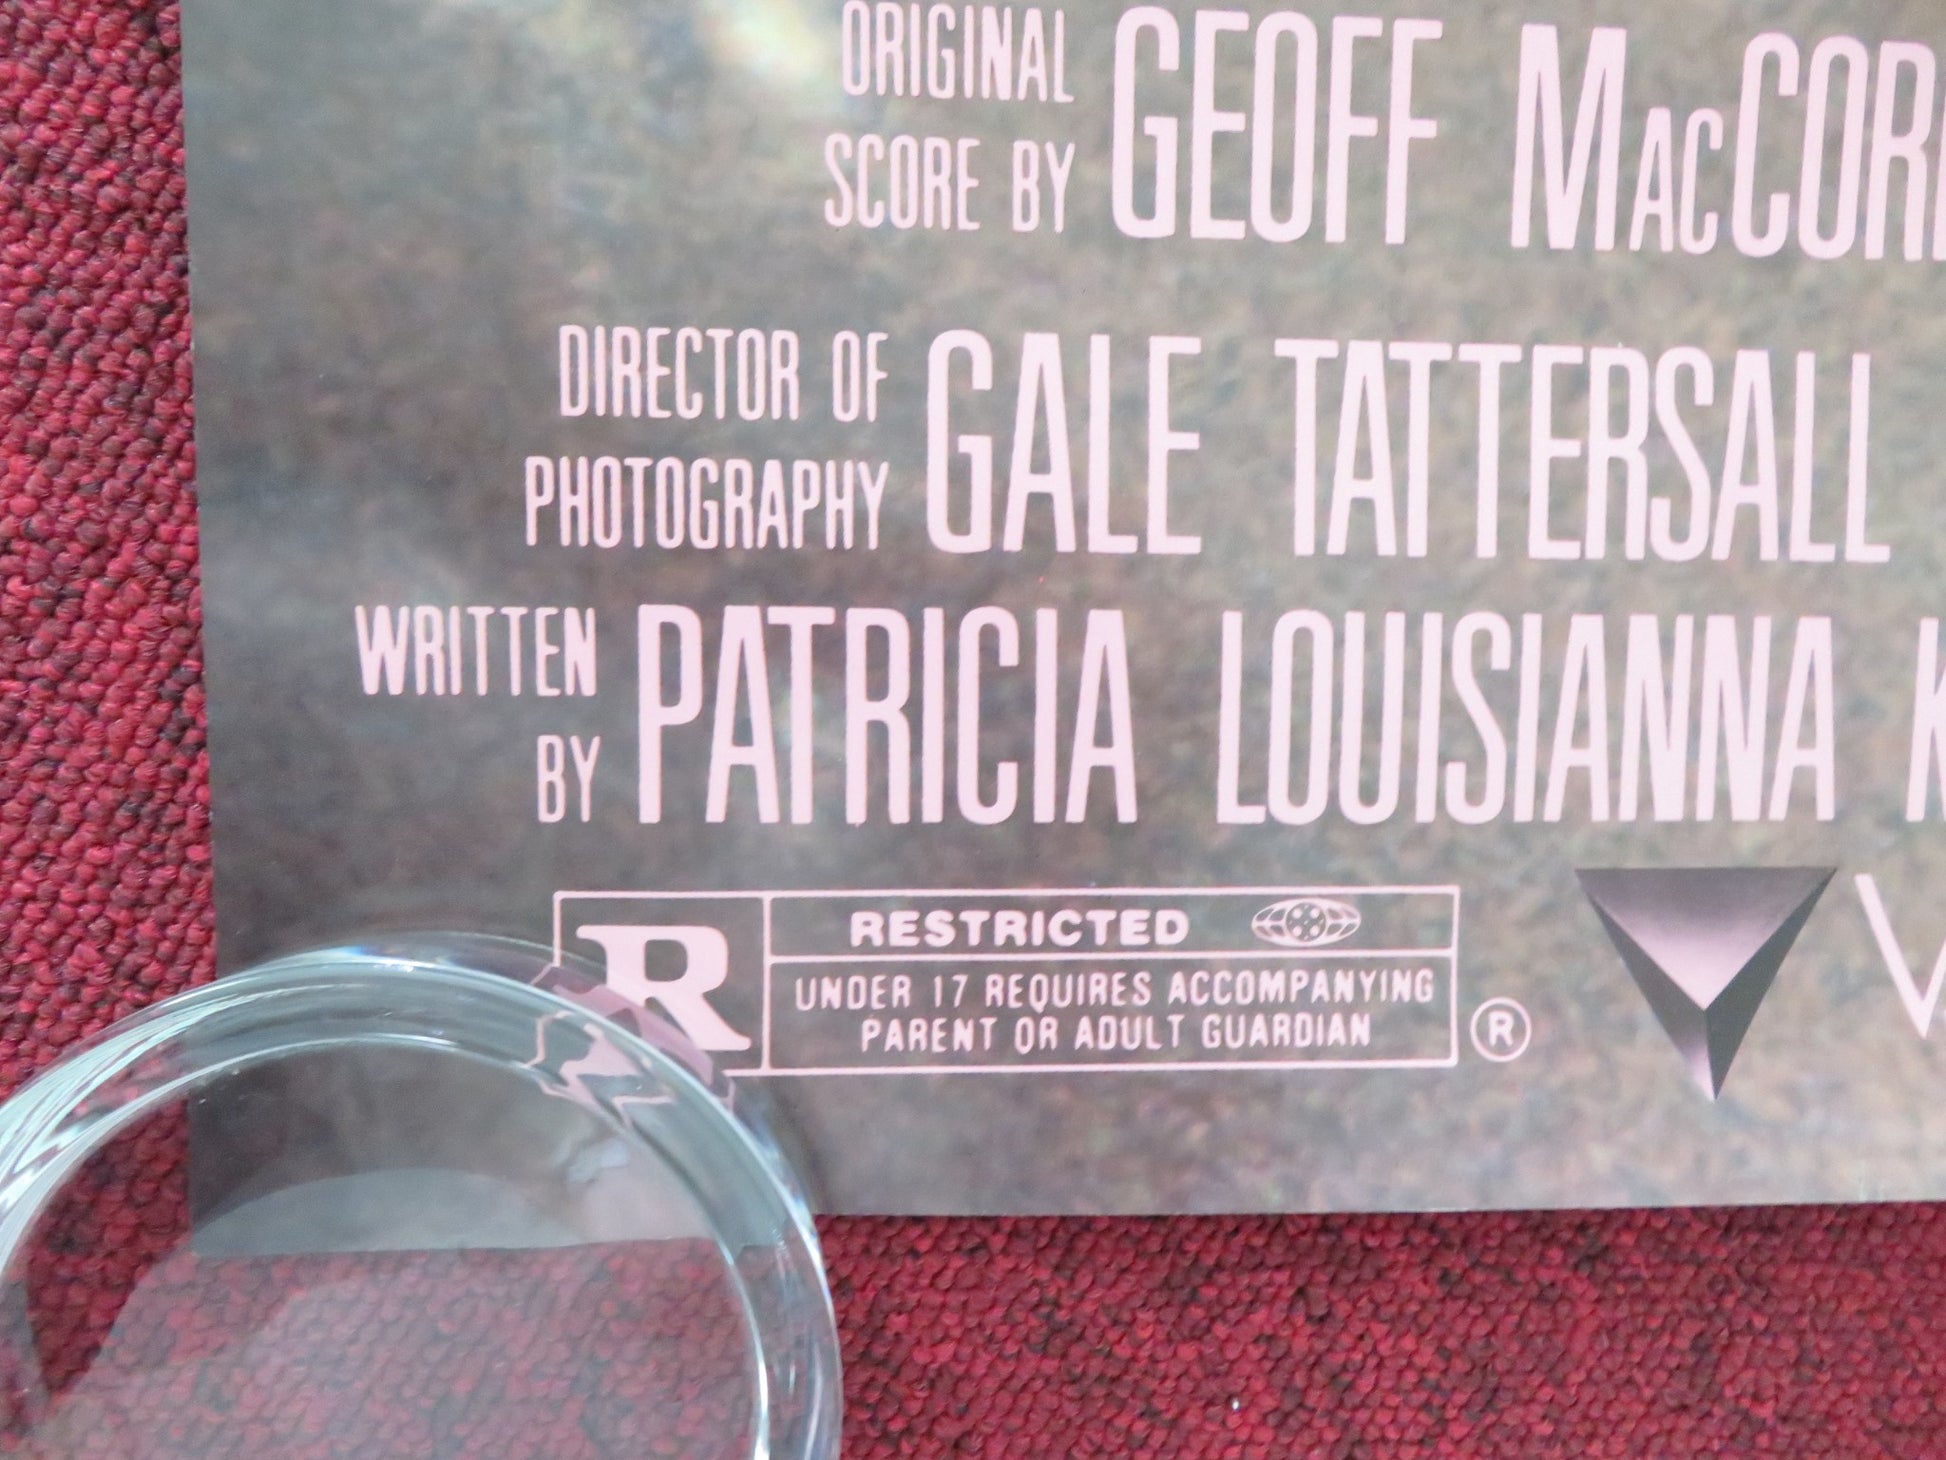 ORIGINAL
SCORE BY GEOFF MacCOR
DIRECTOR OF
PHOTOGRAPHY GALE TATTERSALL
WRITTEN
BY PATRICIA LOUISIANNA K
R RESTRICTED
UNDER 17 REQUIRES ACCOMPANYING
PARENT OR ADULT GUARDIAN
®
V